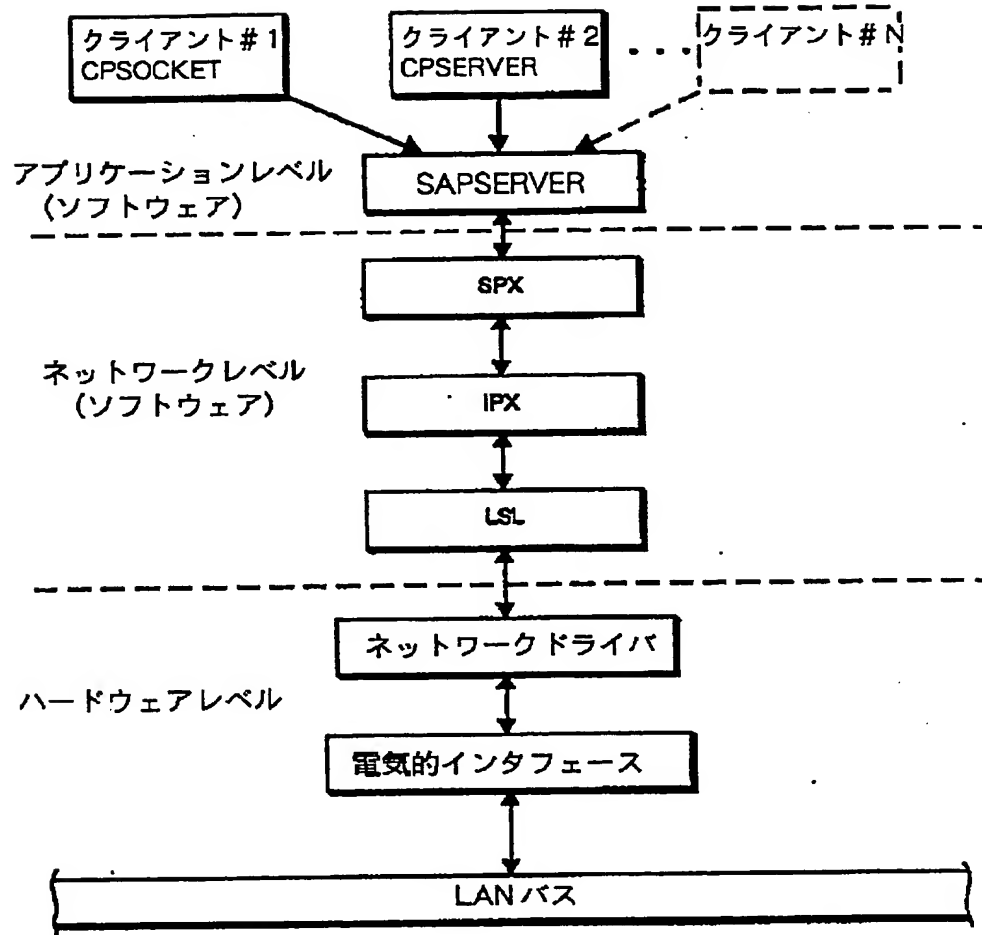 クライアント#1
CPSOCKET
クライアント#2
CPSERVER
クライアント#N
アプリケーションレベル
(ソフトウェア)
SAPSERVER
SPX
ネットワークレベル
(ソフトウェア)
IPX
LSL
ネットワークドライバ
ハードウェアレベル
電気的インタフェース
LANバス